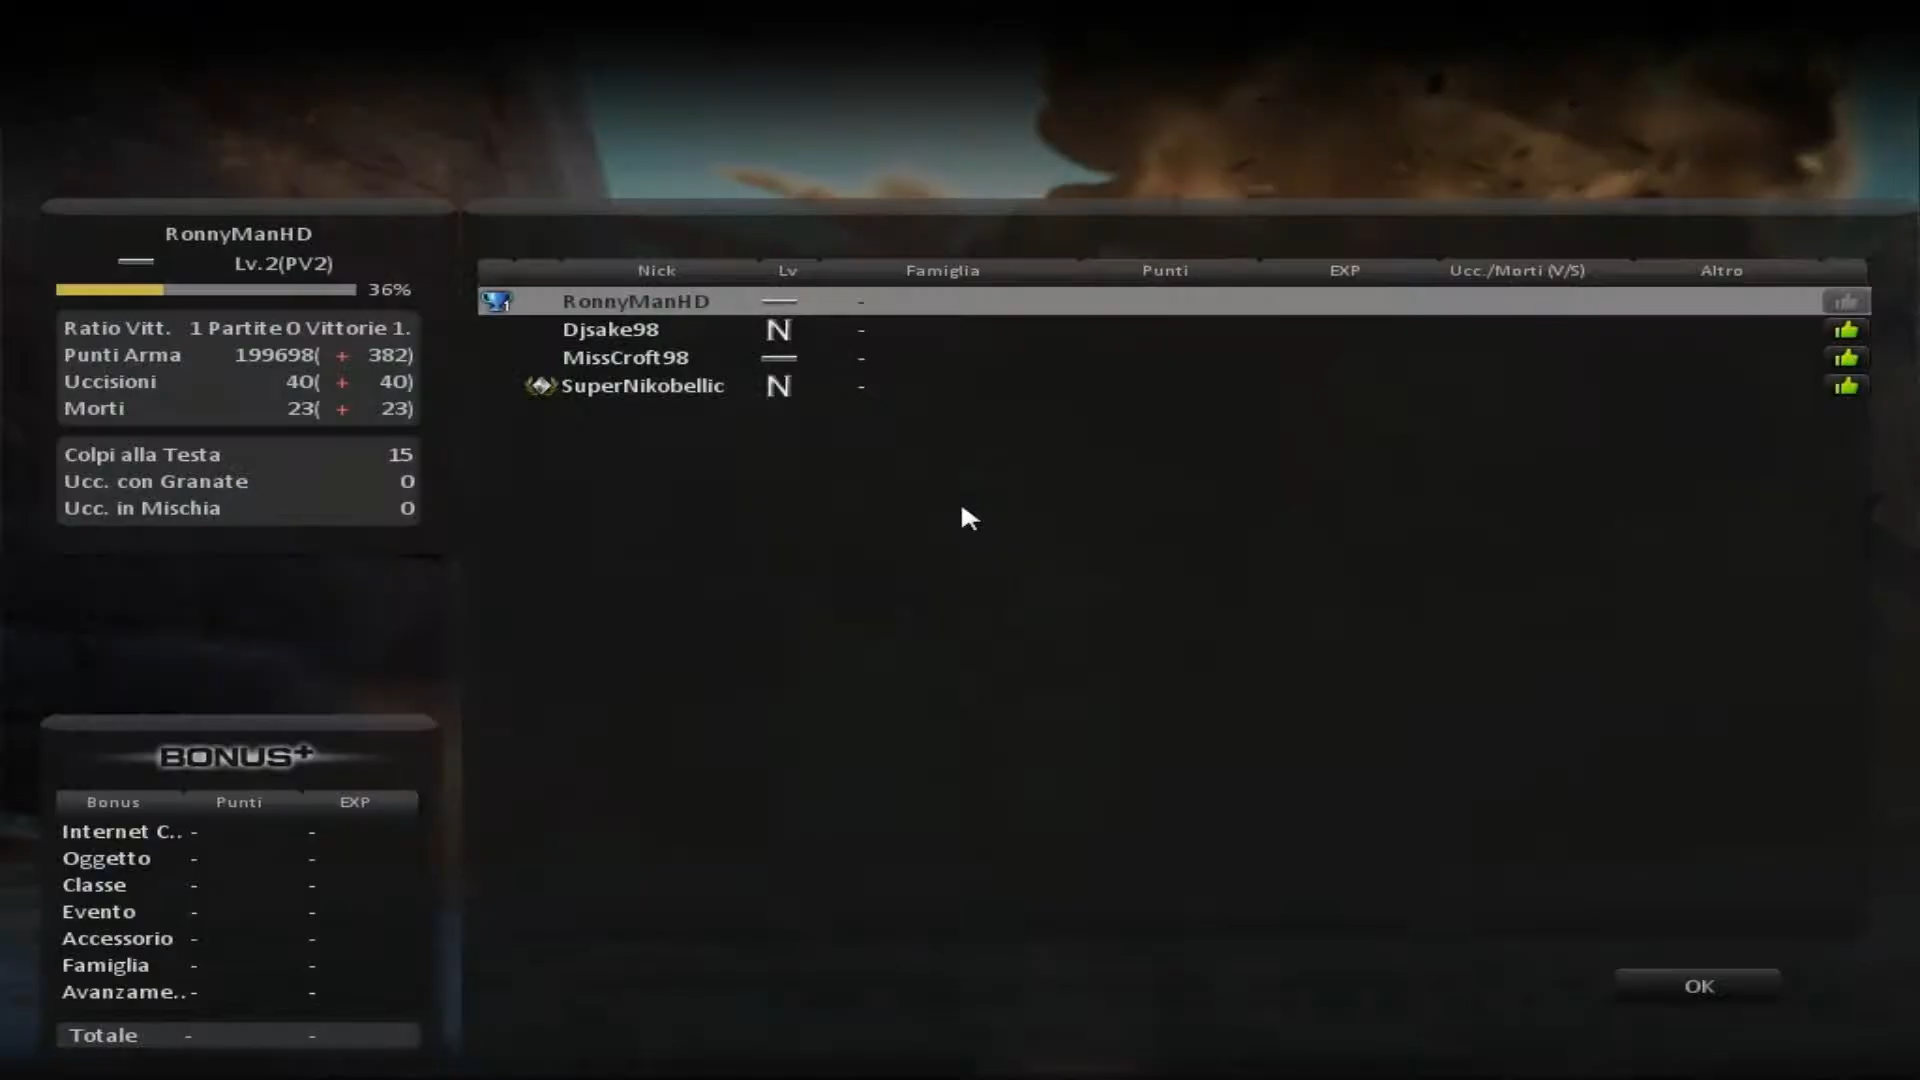 RonnyManHD
Lv.2(PV2)
36%
Ratio Vitt. 1 Partite 0 Vittorie 1.
Punti Arma 199698( + 382)
Uccisioni 40( + 40)
Morti 23( + 23)
Colpi alla Testa 15
Ucc. con Granate 0
Ucc. in Mischia 0
Nick Lv Famiglia Punti EXP Ucc./Morti (V/S) Altro
1 RonnyManHD -
Djsake98 N -
MissCroft98 -
SuperNikobellic N -
BONUS+
Bonus Punti EXP
Internet C.. - -
Oggetto - -
Classe - -
Evento - -
Accessorio - -
Famiglia - -
Avanzame.. - -
Totale - -
OK